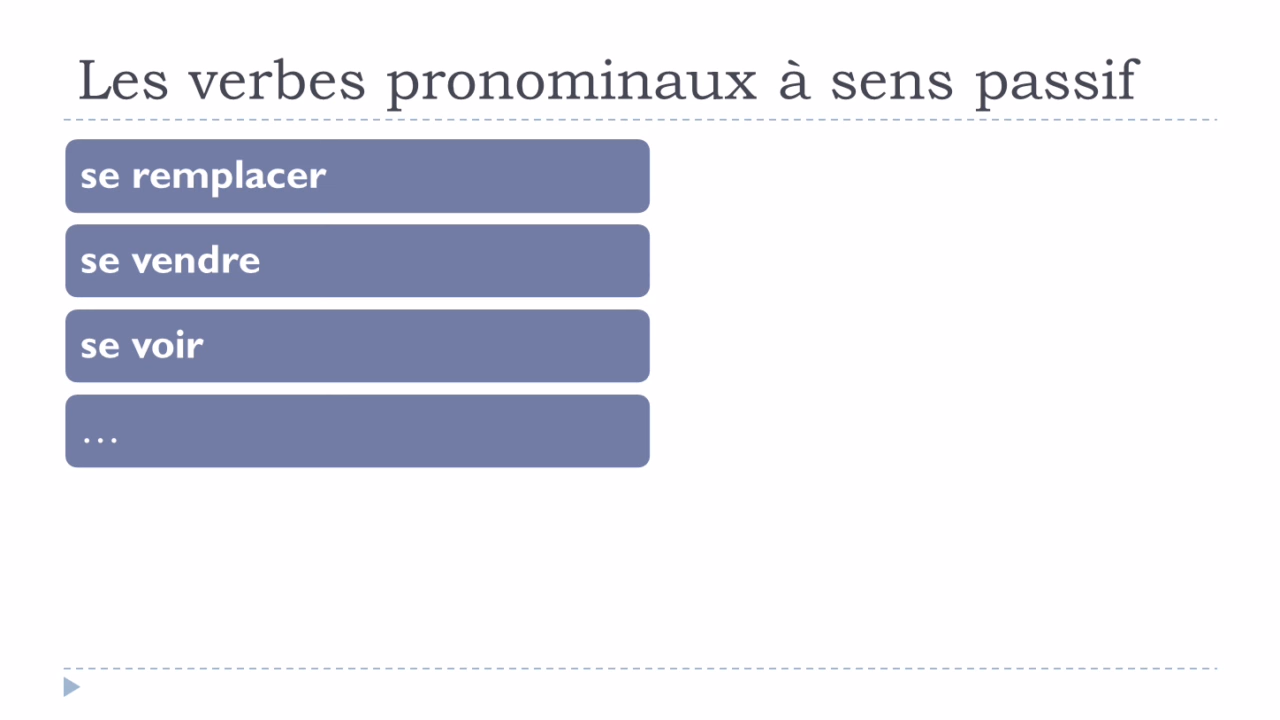 Les verbes pronominaux à sens passif
se remplacer
se vendre
se voir
…